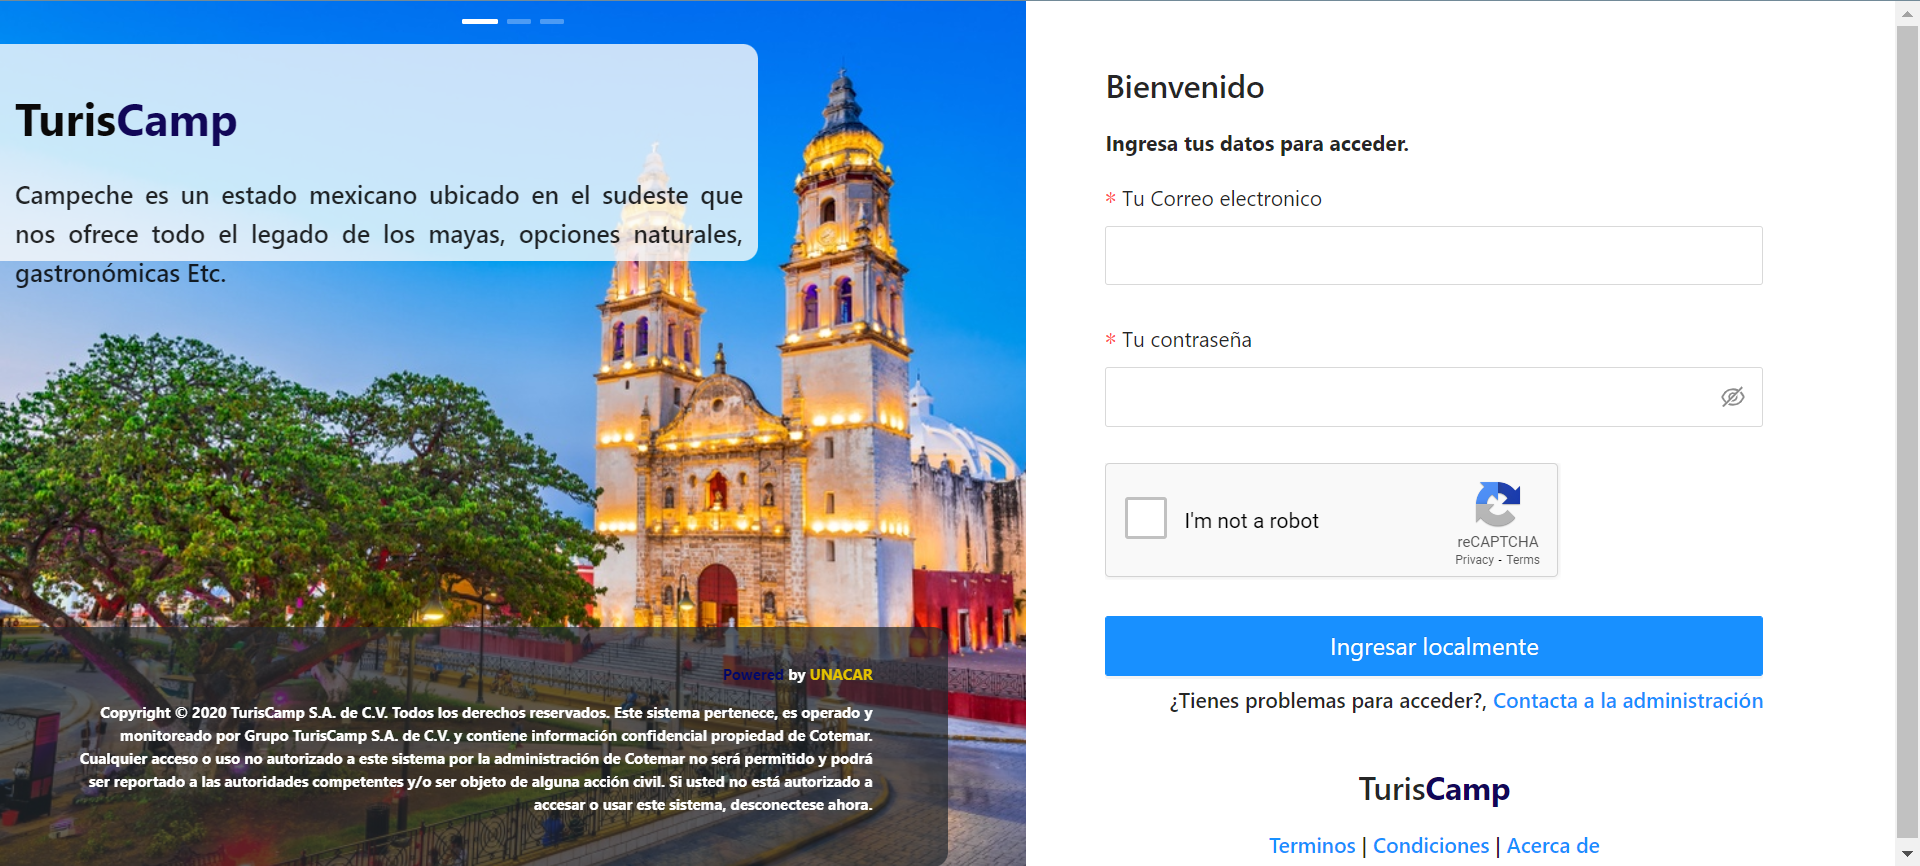 TurisCamp
Campeche es un estado mexicano ubicado en el sudeste que
nos ofrece todo el legado de los mayas, opciones naturales,
gastronómicas Etc.
Powered by UNACAR
Copyright © 2020 TurisCamp S.A. de C.V. Todos los derechos reservados. Este sistema pertenece, es operado y
monitoreado por Grupo TurisCamp S.A. de C.V. y contiene información confidencial propiedad de Cotemar.
Cualquier acceso o uso no autorizado a este sistema por la administración de Cotemar no será permitido y podrá
ser reportado a las autoridades competentes y/o ser objeto de alguna acción civil. Si usted no está autorizado a
accesar o usar este sistema, desconectese ahora.
Bienvenido
Ingresa tus datos para acceder.
* Tu Correo electronico
* Tu contraseña
I'm not a robot
reCAPTCHA
Privacy - Terms
Ingresar localmente
¿Tienes problemas para acceder?, Contacta a la administración
TurisCamp
Terminos | Condiciones | Acerca de